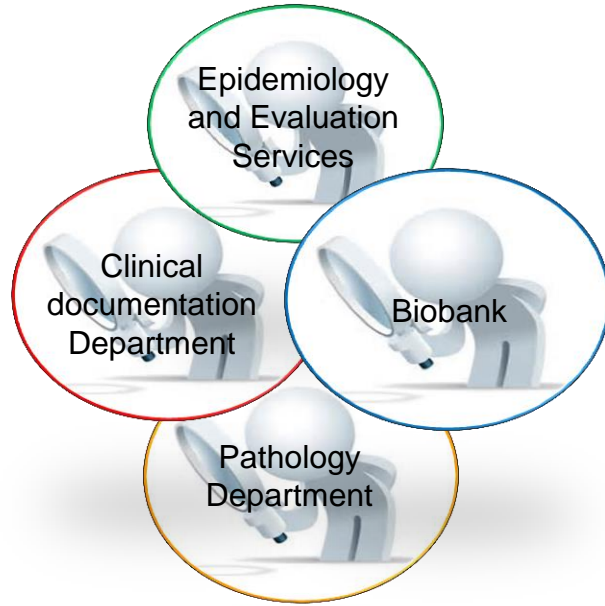 Epidemiology
and Evaluation
Services
Clinical
documentation
Department
Biobank
Pathology
Department